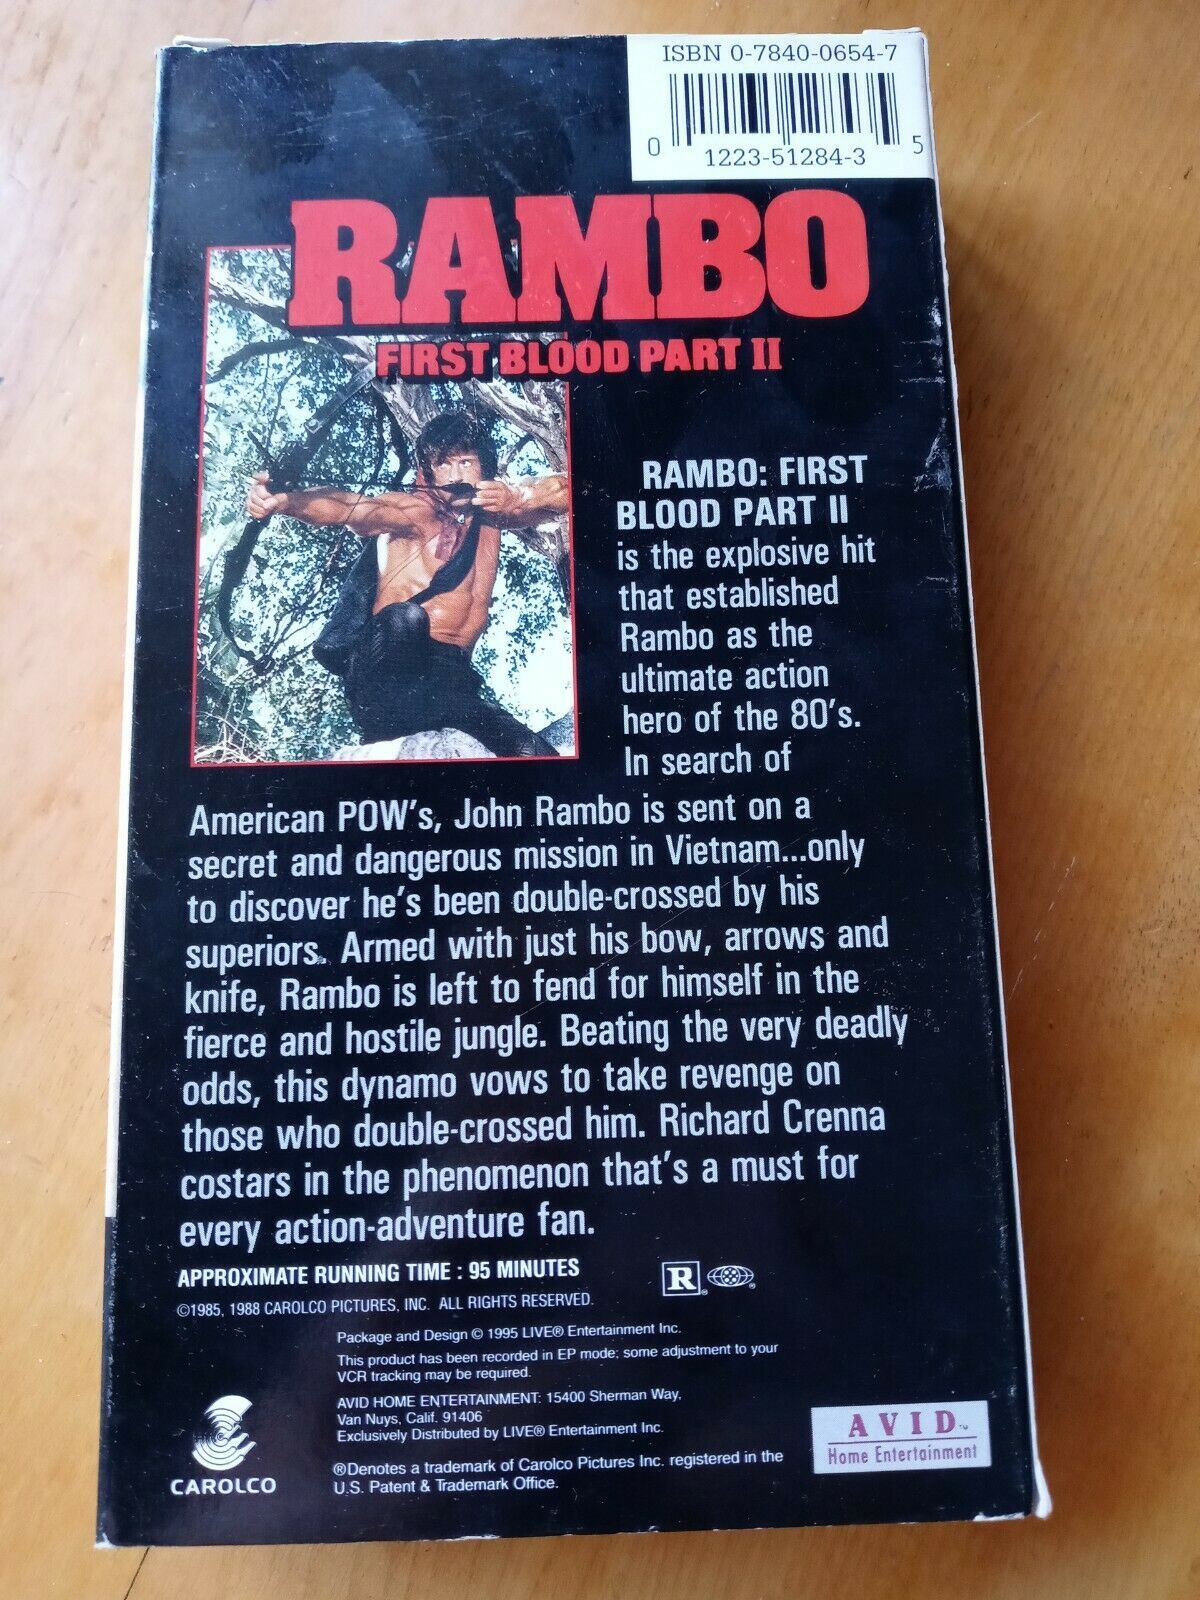 ISBN 0-7840-0654-7
0 1223-51284-3 5
RAMBO
FIRST BLOOD PART II
RAMBO: FIRST
BLOOD PART II
is the explosive hit
that established
Rambo as the
ultimate action
hero of the 80's.
In search of
American POW's, John Rambo is sent on a
secret and dangerous mission in Vietnam...only
to discover he's been double-crossed by his
superiors. Armed with just his bow, arrows and
knife, Rambo is left to fend for himself in the
fierce and hostile jungle. Beating the very deadly
odds, this dynamo vows to take revenge on
those who double-crossed him. Richard Crenna
costars in the phenomenon that's a must for
every action-adventure fan.
APPROXIMATE RUNNING TIME : 95 MINUTES
R ® ®
©1985, 1988 CAROLCO PICTURES, INC. ALL RIGHTS RESERVED.
Package and Design © 1995 LIVE® Entertainment Inc.
This product has been recorded in EP mode; some adjustment to your
VCR tracking may be required.
AVID HOME ENTERTAINMENT: 15400 Sherman Way,
Van Nuys, Calif. 91406
Exclusively Distributed by LIVE® Entertainment Inc.
®Denotes a trademark of Carolco Pictures Inc. registered in the
U.S. Patent & Trademark Office.
CAROLCO
AVID™
Home Entertainment